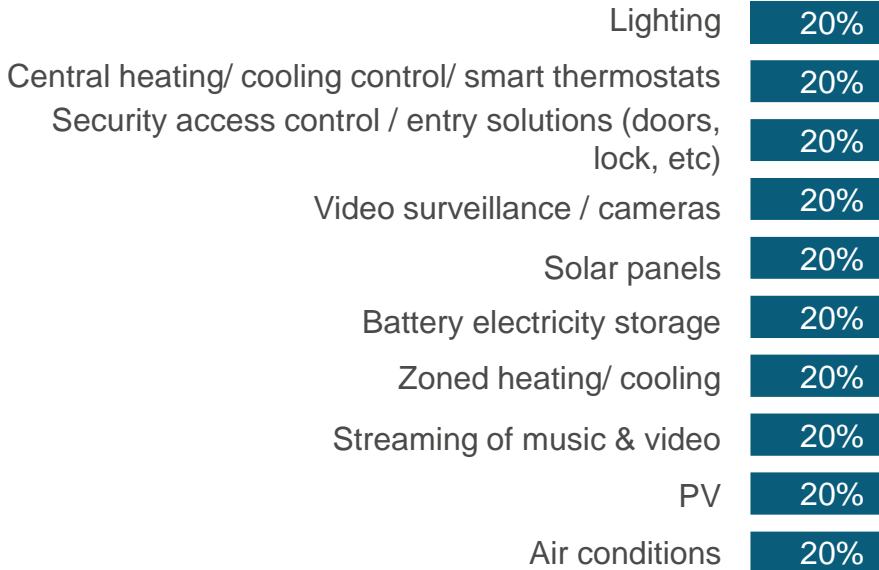 Lighting 20%
Central heating/ cooling control/ smart thermostats 20%
Security access control / entry solutions (doors,
lock, etc) 20%
Video surveillance / cameras 20%
Solar panels 20%
Battery electricity storage 20%
Zoned heating/ cooling 20%
Streaming of music & video 20%
PV 20%
Air conditions 20%